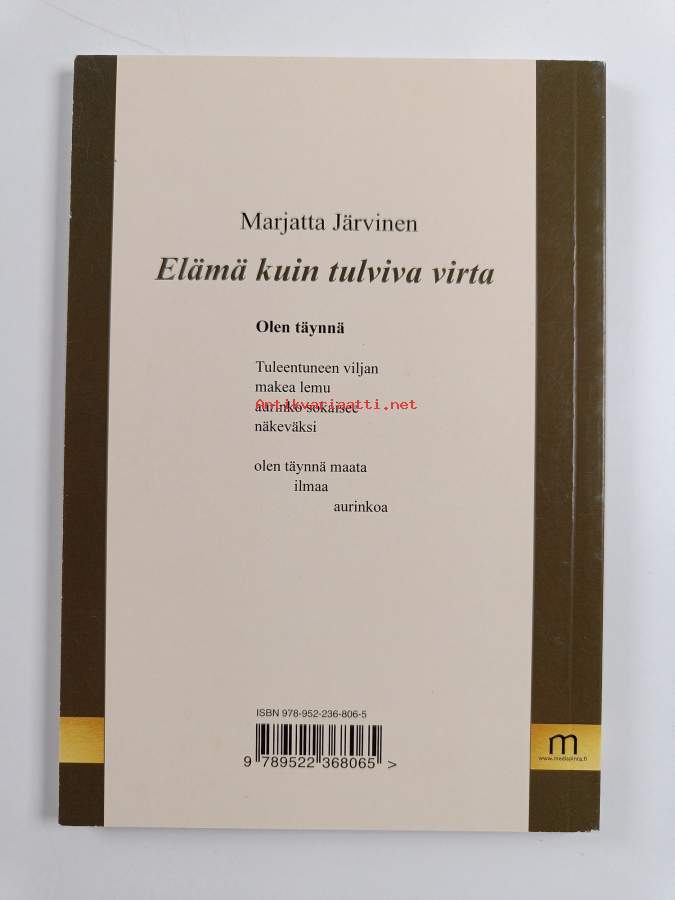 Marjatta Järvinen
Elämä kuin tulviva virta
Olen täynnä
Tuleentuneen viljan
makea lemu
aurinko sokaisee
Antikvariaatti.net
näkeväksi
olen täynnä maata
ilmaa
aurinkoa
ISBN 978-952-236-806-5
9 789522 368065 >
m
www.mediapinta.fi